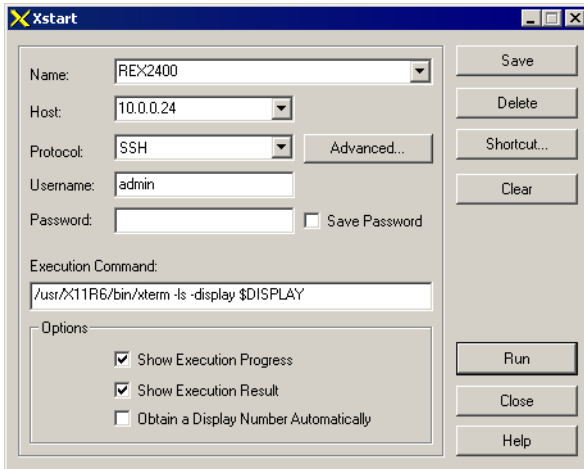 Xstart
Name: REX2400
Host: 10.0.0.24
Protocol: SSH Advanced...
Username: admin
Password: Save Password
Execution Command:
/usr/X11R6/bin/xterm -ls -display $DISPLAY
Options
Show Execution Progress
Show Execution Result
Obtain a Display Number Automatically
Save
Delete
Shortcut...
Clear
Run
Close
Help